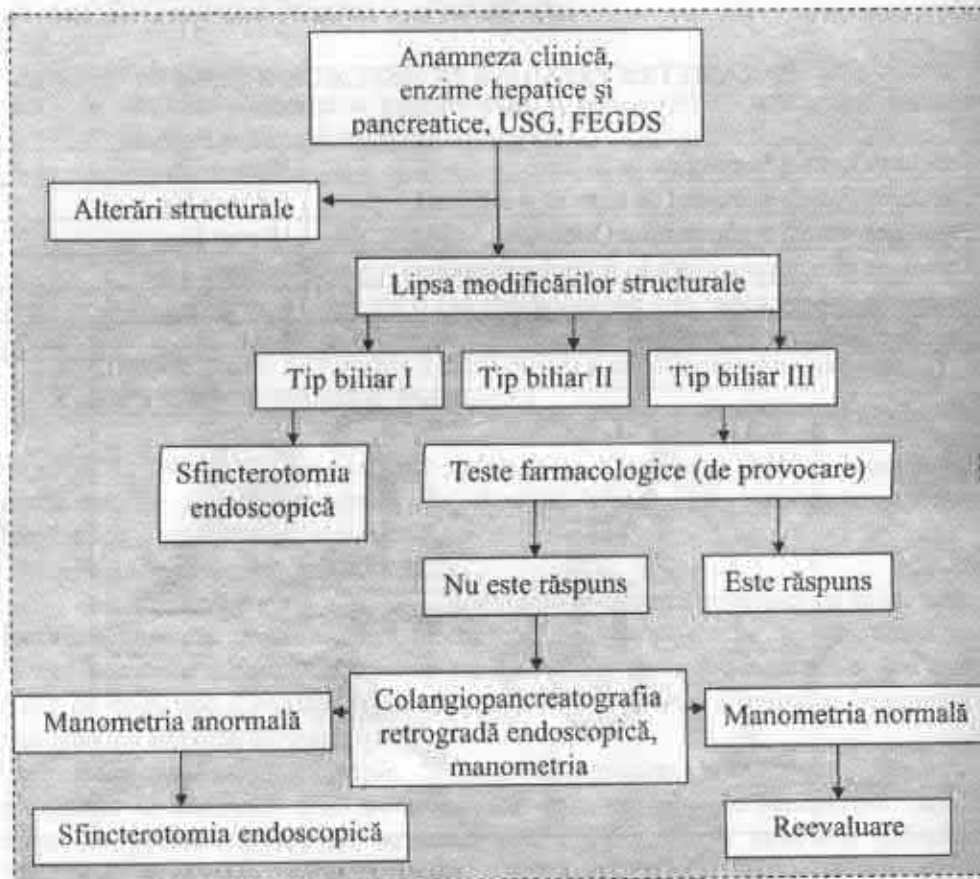 Anamneza clinică,
enzime hepatice şi
pancreatice, USG, FEGDS
Alterări structurale
Lipsa modificărilor structurale
Tip biliar I
Tip biliar II
Tip biliar III
Sfincterotomia
endoscopică
Teste farmacologice (de provocare)
Nu este răspuns
Este răspuns
Colangiopancreatografia
retrogradă endoscopică,
manometria
Manometria anormală
Manometria normală
Sfincterotomia endoscopică
Reevaluare